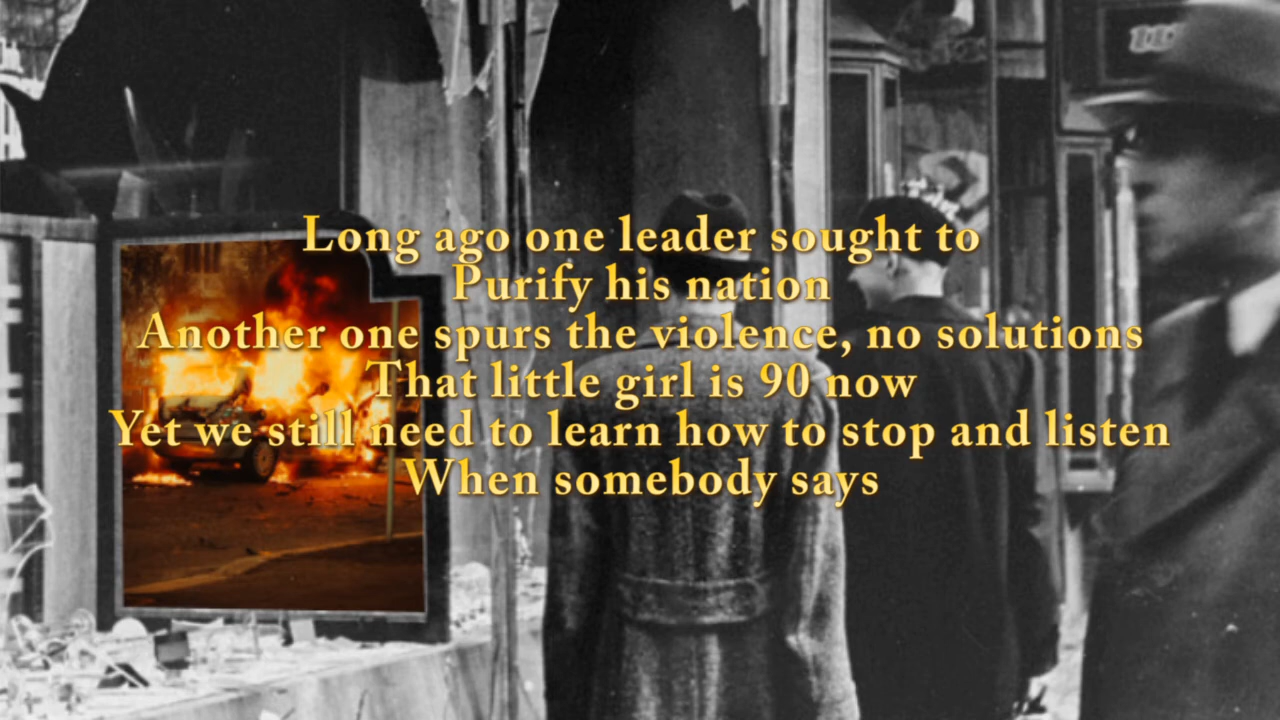 Long ago one leader sought to
Purify his nation
Another one spurs the violence, no solutions
That little girl is 90 now
Yet we still need to learn how to stop and listen
When somebody says